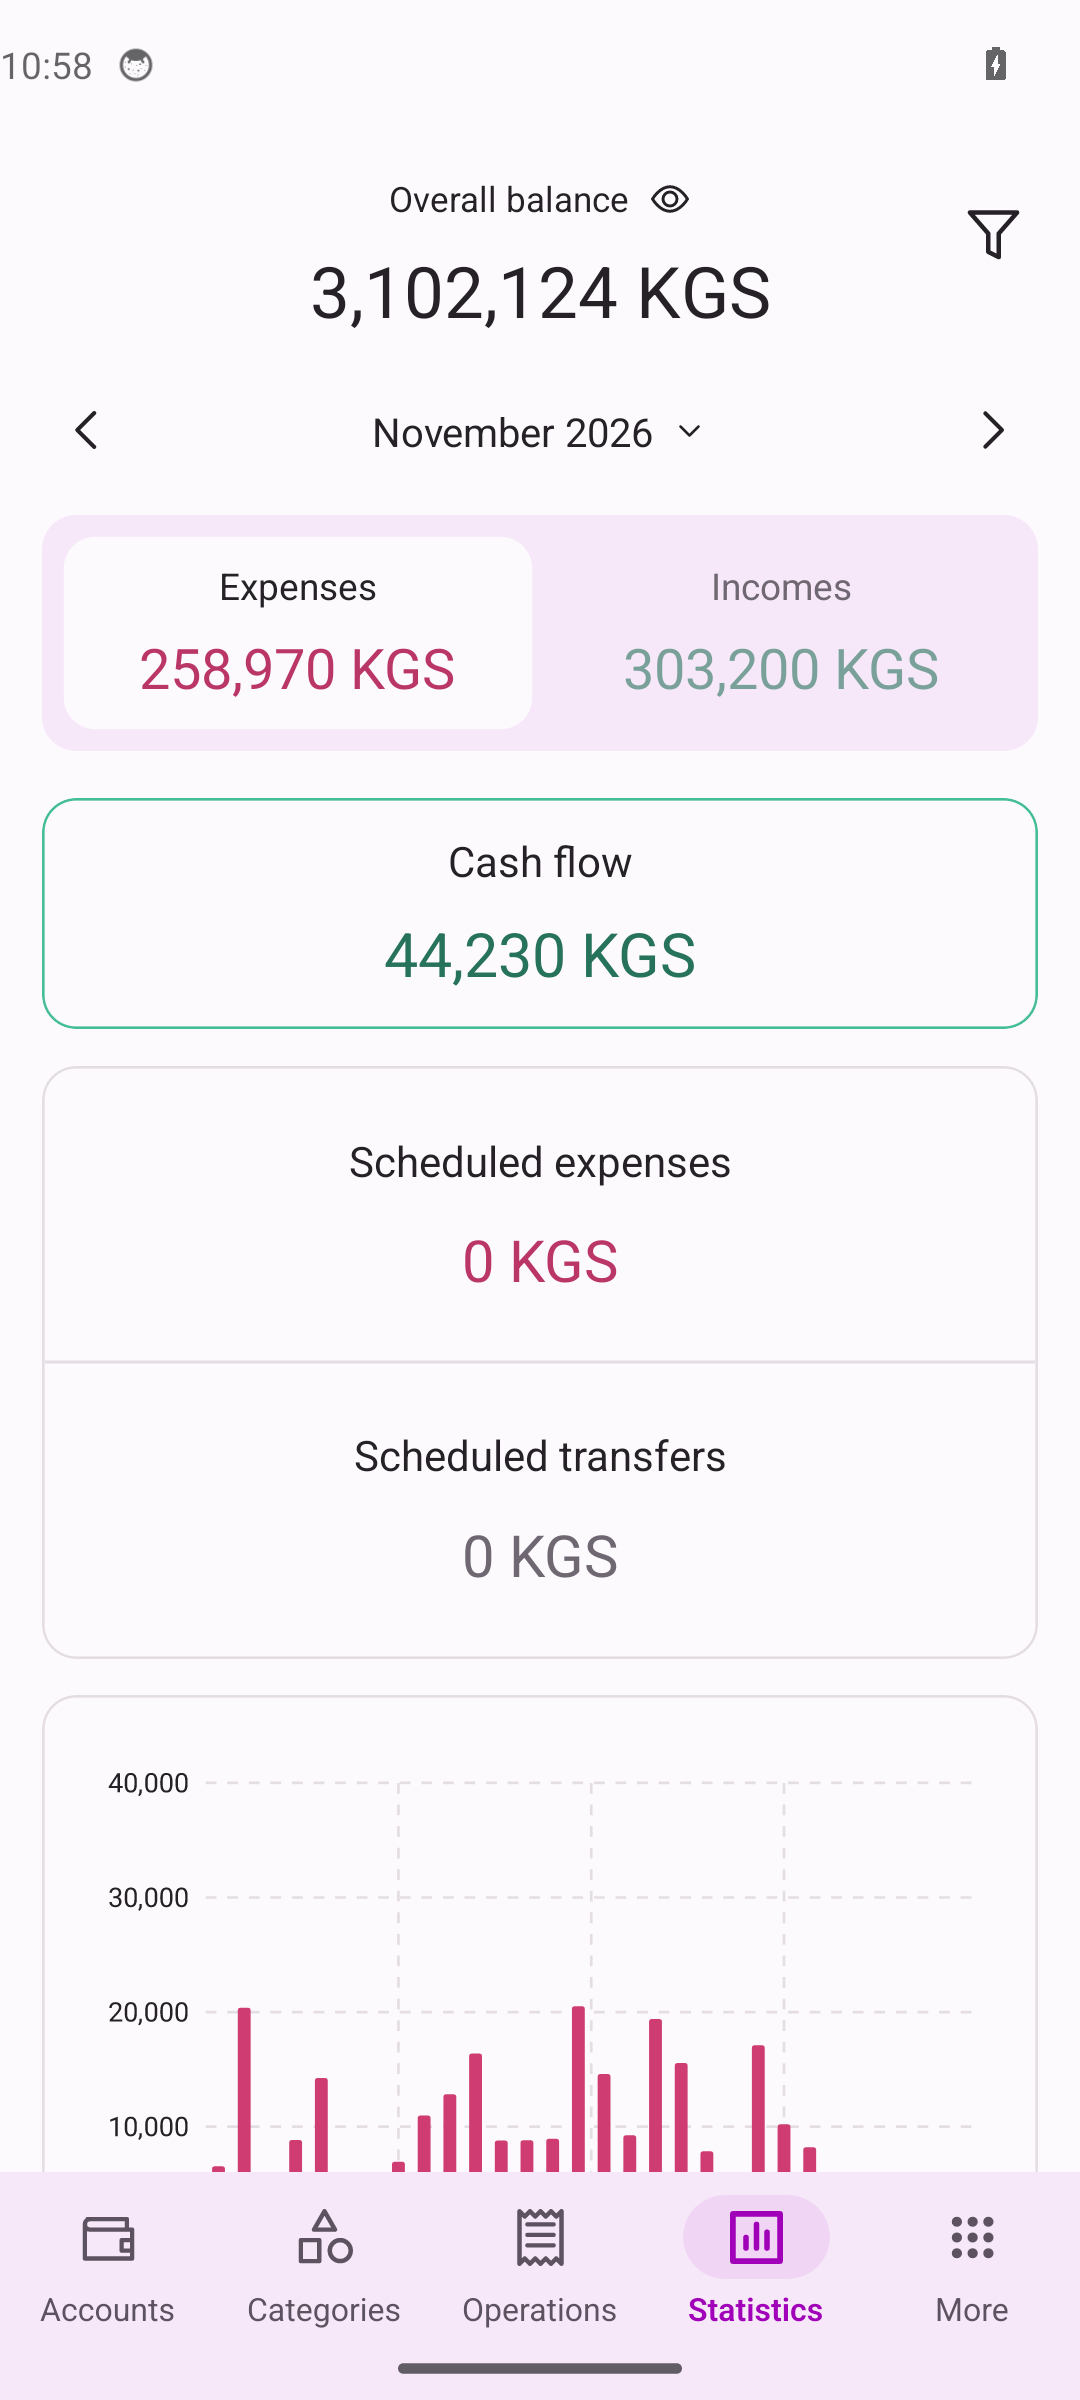 10:58
Overall balance
3,102,124 KGS
November 2026
Expenses
258,970 KGS
Incomes
303,200 KGS
Cash flow
44,230 KGS
Scheduled expenses
0 KGS
Scheduled transfers
0 KGS
40,000
30,000
20,000
10,000
Accounts
Categories
Operations
Statistics
More